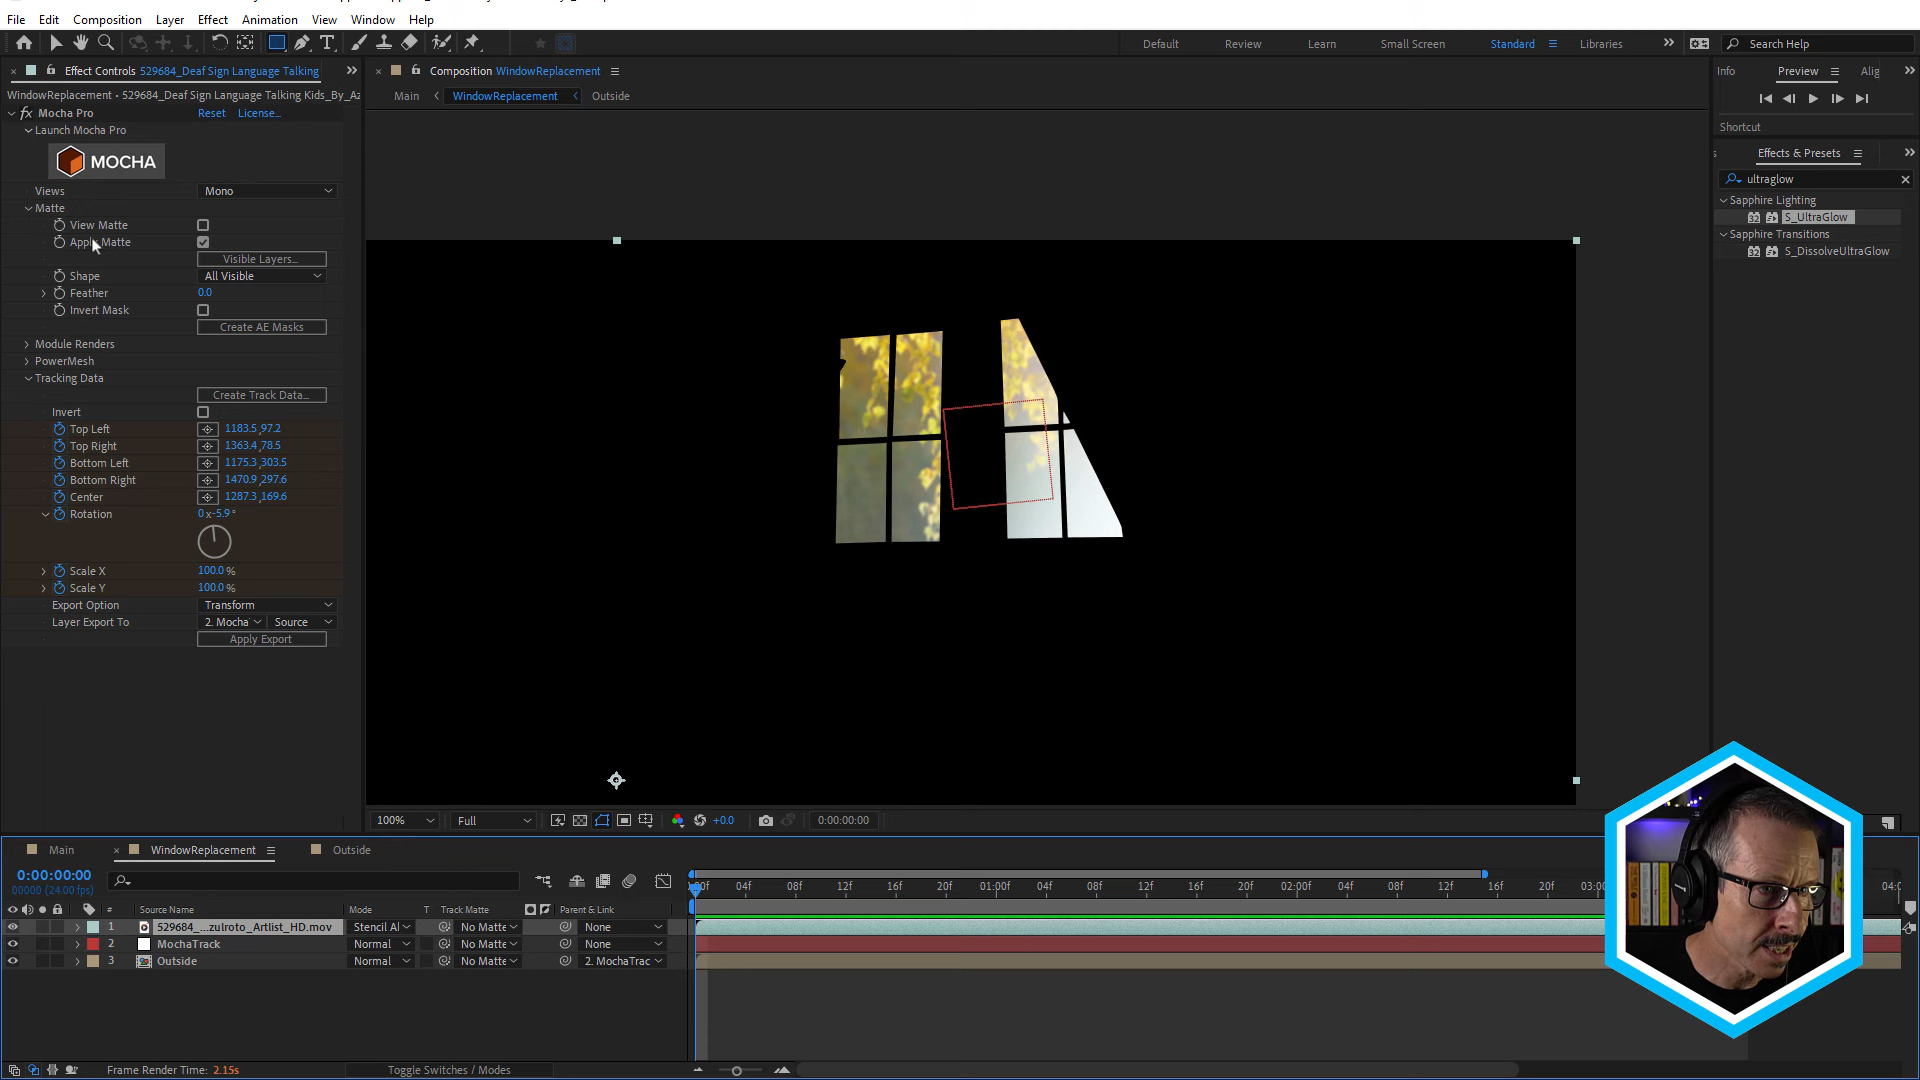 File Edit Composition Layer Effect Animation View Window Help
Default Review Learn Small Screen Standard Libraries Search Help
Effect Controls 529684_Deaf Sign Language Talking
Composition WindowReplacement
Info Preview Alig
WindowReplacement • 529684_Deaf Sign Language Talking Kids_By_Az
Main WindowReplacement Outside
fx Mocha Pro Reset License...
Launch Mocha Pro
Shortcut
MOCHA
Effects & Presets
Views Mono
ultraglow
Matte
Sapphire Lighting
View Matte
32 S_UltraGlow
Apply Matte
Sapphire Transitions
Visible Layers...
32 S_DissolveUltraGlow
Shape All Visible
Feather 0.0
Invert Mask
Create AE Masks
Module Renders
PowerMesh
Tracking Data
Create Track Data...
Invert
Top Left 1183.5,97.2
Top Right 1363.4,78.5
Bottom Left 1175.3,303.5
Bottom Right 1470.9,297.6
Center 1287.3,169.6
Rotation 0x-5.9°
Scale X 100.0 %
Scale Y 100.0 %
Export Option Transform
Layer Export To 2. Mocha Source
Apply Export
100% Full +0.0 0:00:00:00
Main WindowReplacement Outside
0:00:00:00
00000 (24.00 fps)
:00f 04f 08f 12f 16f 20f 01:00f 04f 08f 12f 16f 20f 02:00f 04f 08f 12f 16f 20f 03:0 04:0
# Source Name Mode T Track Matte Parent & Link
1 529684_...zulroto_Artlist_HD.mov Stencil Al No Matte None
2 MochaTrack Normal No Matte None
3 Outside Normal No Matte 2. MochaTrac
Frame Render Time: 2.15s Toggle Switches / Modes